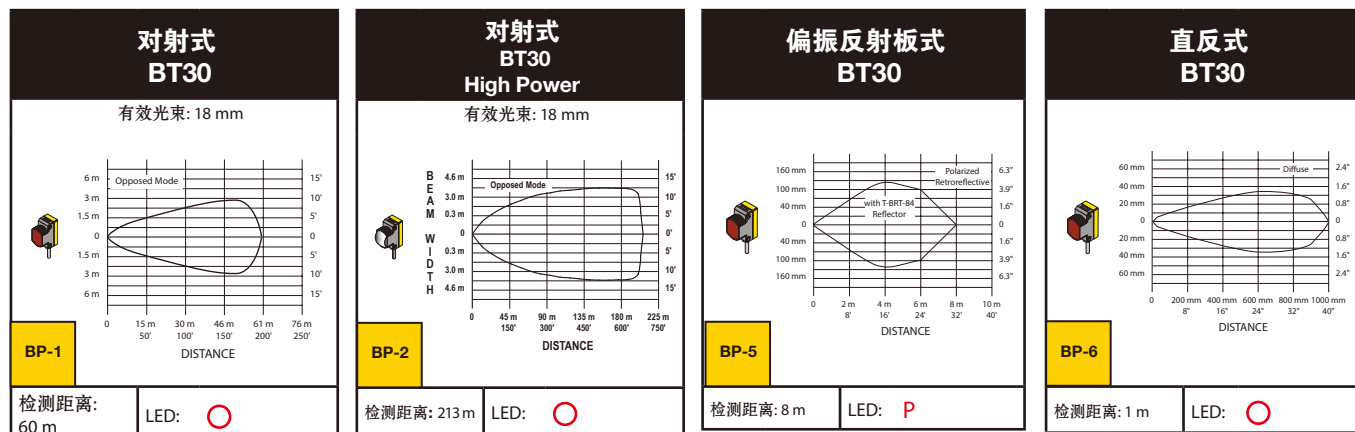 对射式
BT30
有效光束: 18 mm
Opposed Mode
6 m
3 m
1.5 m
0
1.5 m
3 m
6 m
15'
10'
5'
0
5'
10'
15'
0 15 m 30 m 46 m 61 m 76 m
50' 100' 150' 200' 250'
DISTANCE
BP-1
检测距离:
60 m
LED:
对射式
BT30
High Power
有效光束: 18 mm
BEAM WIDTH
Opposed Mode
4.6 m
3.0 m
0.3 m
0
0.3 m
3.0 m
4.6 m
15'
10'
5'
0'
5'
10'
15'
0 45 m 90 m 135 m 180 m 225 m
150' 300' 450' 600' 750'
DISTANCE
BP-2
检测距离: 213 m
LED:
偏振反射板式
BT30
Polarized
Retroreflective
with T-BRT-84
Reflector
160 mm
100 mm
40 mm
0
40 mm
100 mm
160 mm
6.3"
3.9"
1.6"
0
1.6"
3.9"
6.3"
0 2 m 4 m 6 m 8 m 10 m
8' 16' 24' 32' 40'
DISTANCE
BP-5
检测距离: 8 m
LED: P
直反式
BT30
Diffuse
60 mm
40 mm
20 mm
0
20 mm
40 mm
60 mm
2.4"
1.6"
0.8"
0
0.8"
1.6"
2.4"
0 200 mm 400 mm 600 mm 800 mm 1000 mm
8" 16" 24" 32" 40"
DISTANCE
BP-6
检测距离: 1 m
LED: